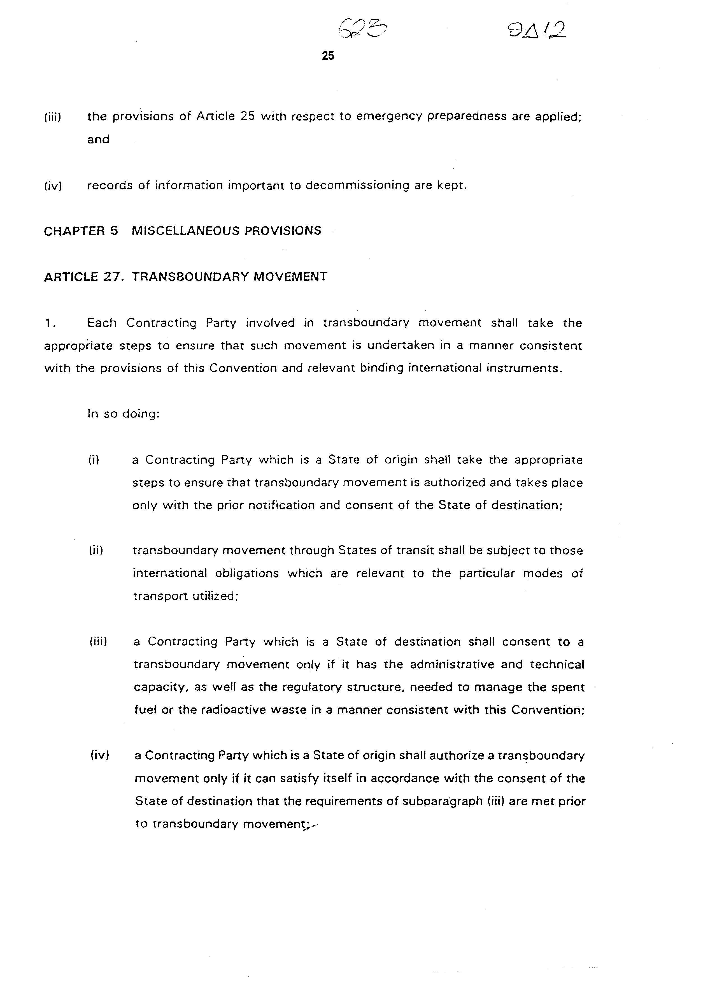 623 9Δ12
25
(iii) the provisions of Article 25 with respect to emergency preparedness are applied;
and
(iv) records of information important to decommissioning are kept.
CHAPTER 5 MISCELLANEOUS PROVISIONS
ARTICLE 27. TRANSBOUNDARY MOVEMENT
1. Each Contracting Party involved in transboundary movement shall take the
appropriate steps to ensure that such movement is undertaken in a manner consistent
with the provisions of this Convention and relevant binding international instruments.
In so doing:
(i) a Contracting Party which is a State of origin shall take the appropriate
steps to ensure that transboundary movement is authorized and takes place
only with the prior notification and consent of the State of destination;
(ii) transboundary movement through States of transit shall be subject to those
international obligations which are relevant to the particular modes of
transport utilized;
(iii) a Contracting Party which is a State of destination shall consent to a
transboundary movement only if it has the administrative and technical
capacity, as well as the regulatory structure, needed to manage the spent
fuel or the radioactive waste in a manner consistent with this Convention;
(iv) a Contracting Party which is a State of origin shall authorize a transboundary
movement only if it can satisfy itself in accordance with the consent of the
State of destination that the requirements of subparagraph (iii) are met prior
to transboundary movement;